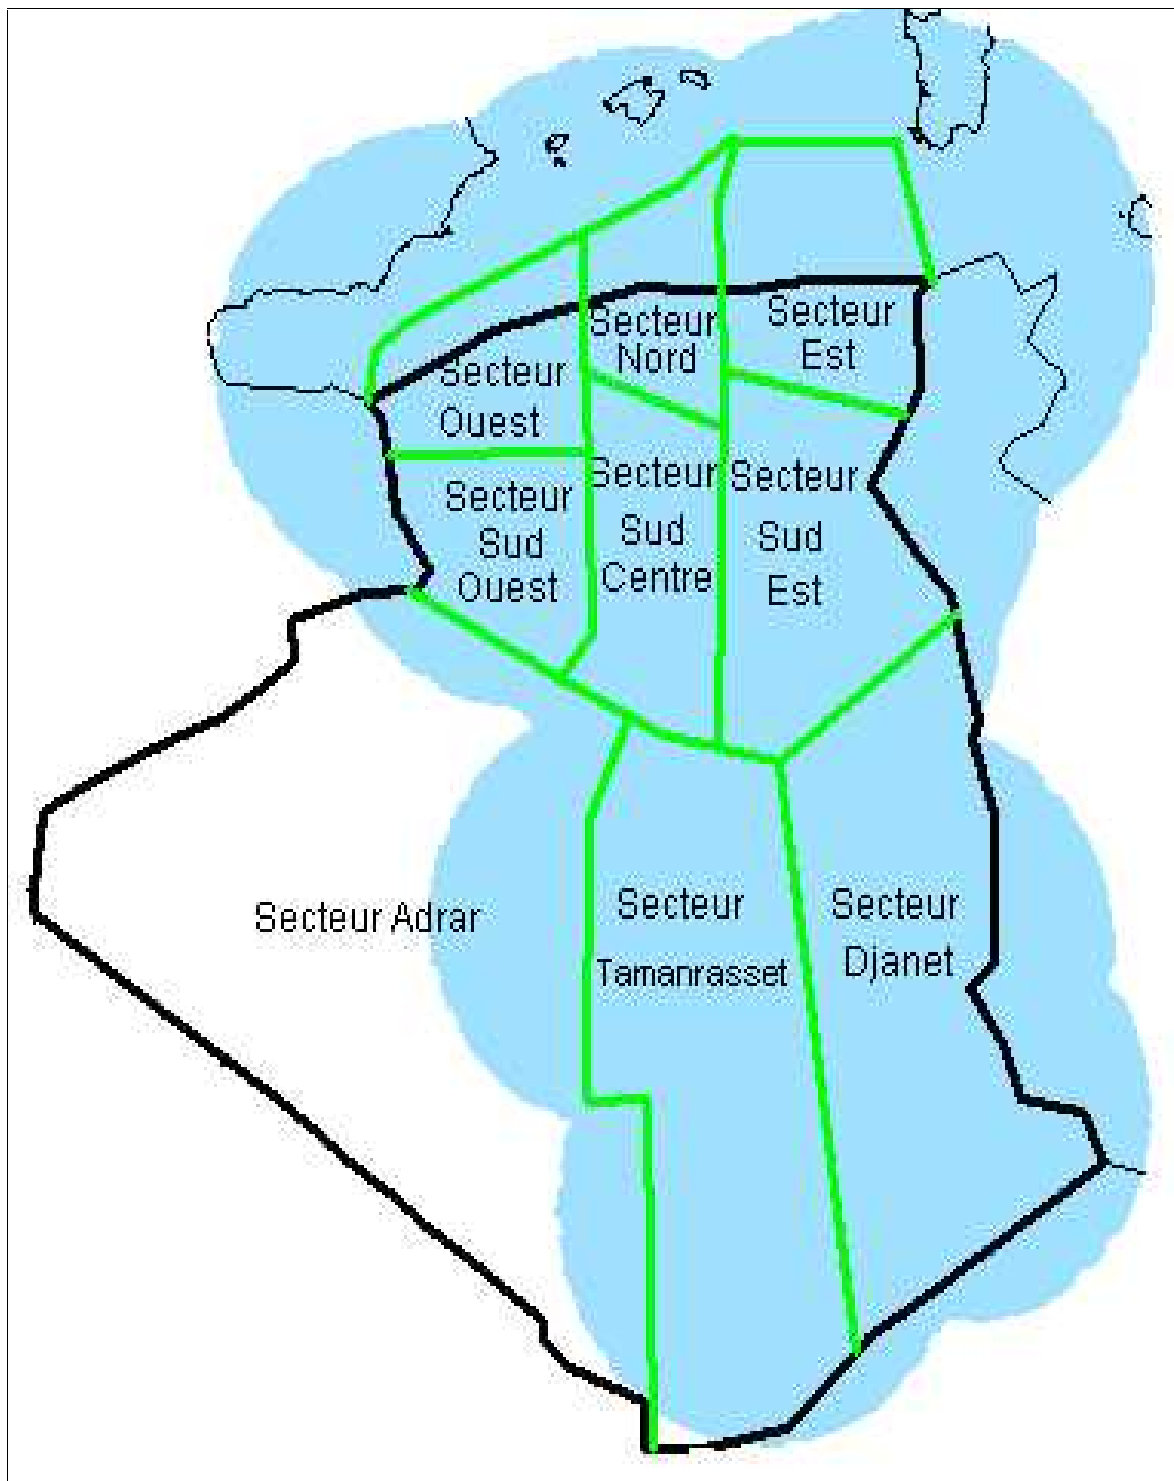 Secteur
Nord
Secteur
Est
Secteur
Ouest
Secteur
Sud
Ouest
Secteur
Sud
Centre
Secteur
Sud
Est
Secteur Adrar
Secteur
Tamanrasset
Secteur
Djanet